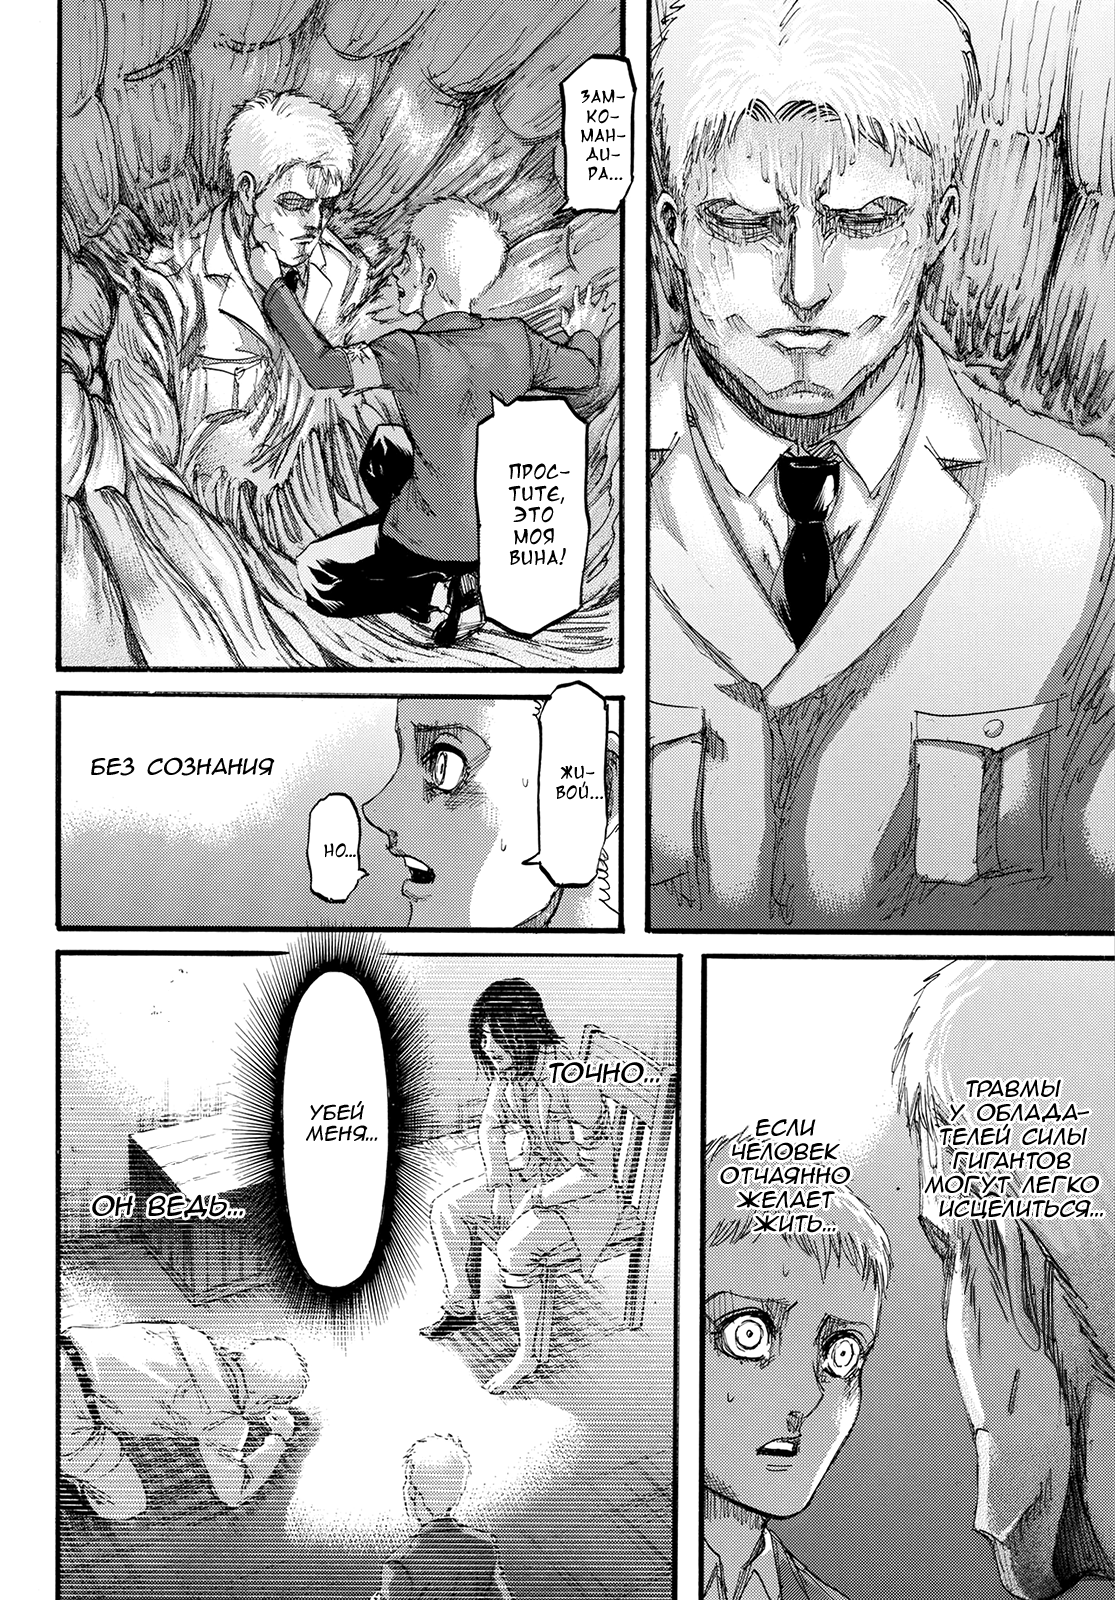 ЗАМ-
КО-
МАН-
ДИ-
РА...
ПРОС-
ТИТЕ,
ЭТО
МОЯ
ВИНА!
ЖИ-
ВОЙ...
НО...
БЕЗ СОЗНАНИЯ
ТРАВМЫ
У ОБЛАДА-
ТЕЛЕЙ СИЛЫ
ГИГАНТОВ
МОГУТ ЛЕГКО
ИСЦЕЛИТЬСЯ...
ЕСЛИ
ЧЕЛОВЕК
ОТЧАЯННО
ЖЕЛАЕТ
ЖИТЬ...
ТОЧНО...
УБЕЙ
МЕНЯ...
ОН ВЕДЬ...